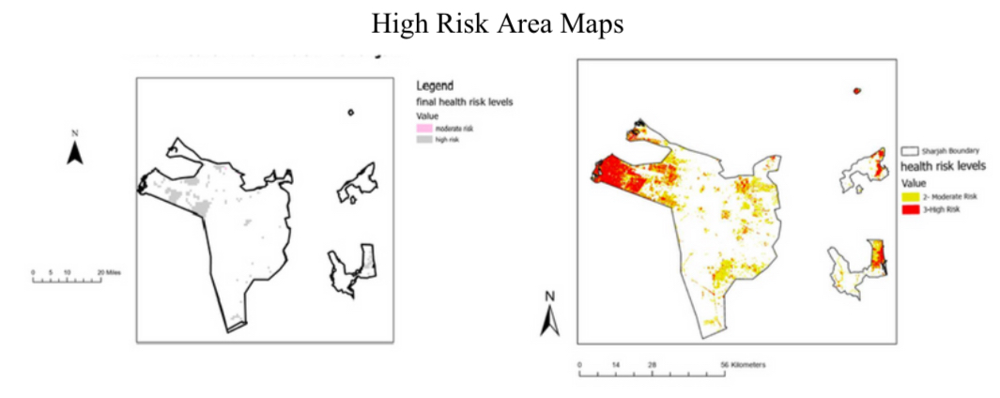 High Risk Area Maps
Legend
final health risk levels
Value
moderate risk
high risk
N
0 5 10 20 Miles
Sharjah Boundary
health risk levels
Value
2- Moderate Risk
3-High Risk
N
0 14 28 56 Kilometers